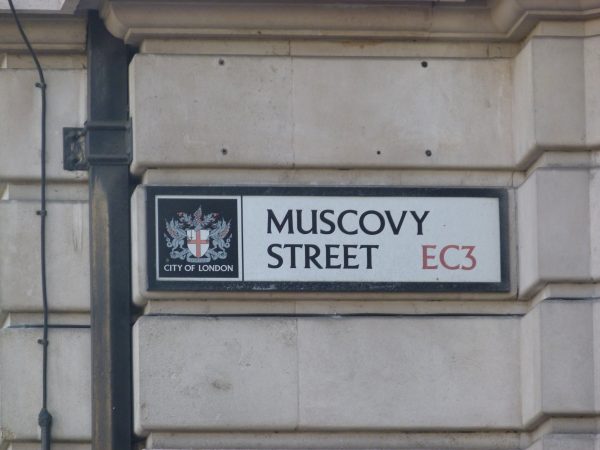 MUSCOVY
STREET EC3
CITY OF LONDON